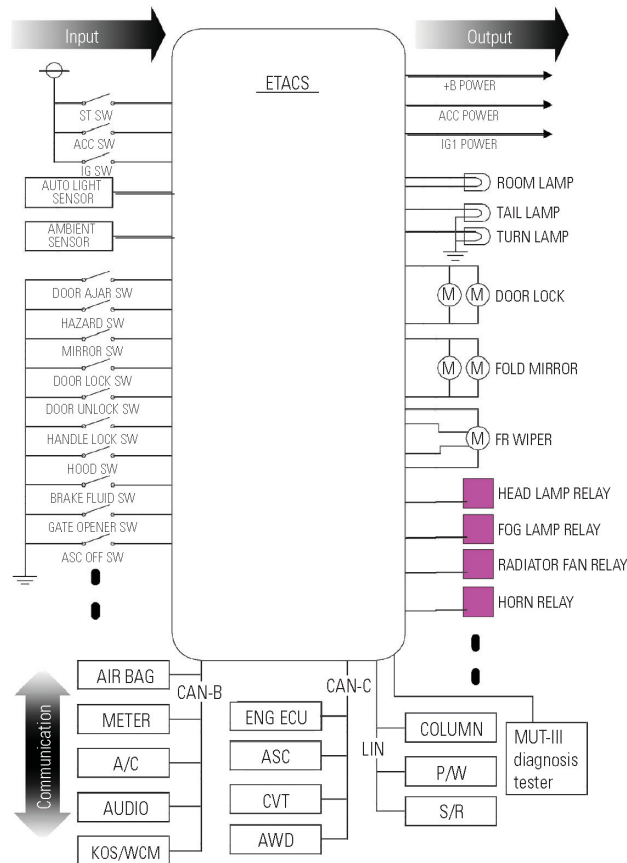 Input
Output
ETACS
ST SW
ACC SW
IG SW
AUTO LIGHT
SENSOR
AMBIENT
SENSOR
DOOR AJAR SW
HAZARD SW
MIRROR SW
DOOR LOCK SW
DOOR UNLOCK SW
HANDLE LOCK SW
HOOD SW
BRAKE FLUID SW
GATE OPENER SW
ASC OFF SW
+B POWER
ACC POWER
IG1 POWER
ROOM LAMP
TAIL LAMP
TURN LAMP
M M DOOR LOCK
M M FOLD MIRROR
M FR WIPER
HEAD LAMP RELAY
FOG LAMP RELAY
RADIATOR FAN RELAY
HORN RELAY
Communication
AIR BAG
METER
A/C
AUDIO
KOS/WCM
CAN-B
ENG ECU
ASC
CVT
AWD
CAN-C
LIN
COLUMN
P/W
S/R
MUT-III
diagnosis
tester